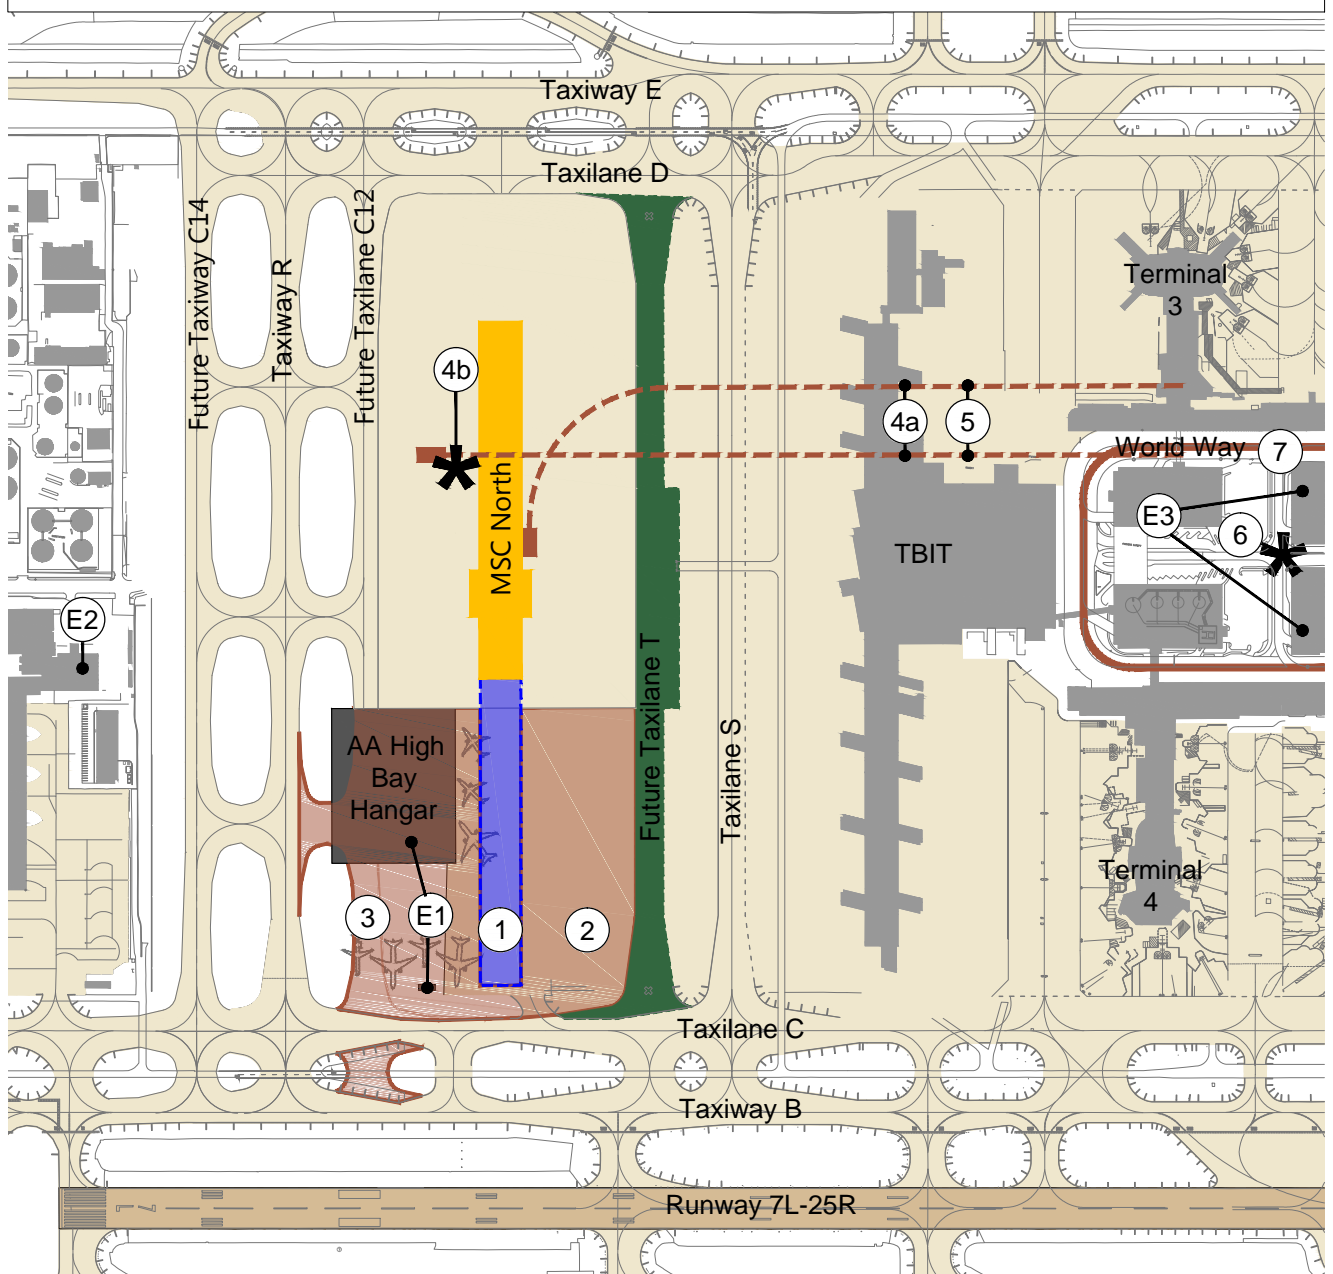 Taxiway E
Taxilane D
Future Taxiway C14
Taxiway R
Future Taxilane C12
Terminal
3
4b
4a
5
World Way
7
MSC North
E3
6
TBIT
E2
Future Taxilane T
Taxilane S
AA High
Bay
Hangar
Terminal
4
3
E1
1
2
Taxilane C
Taxiway B
Runway 7L-25R